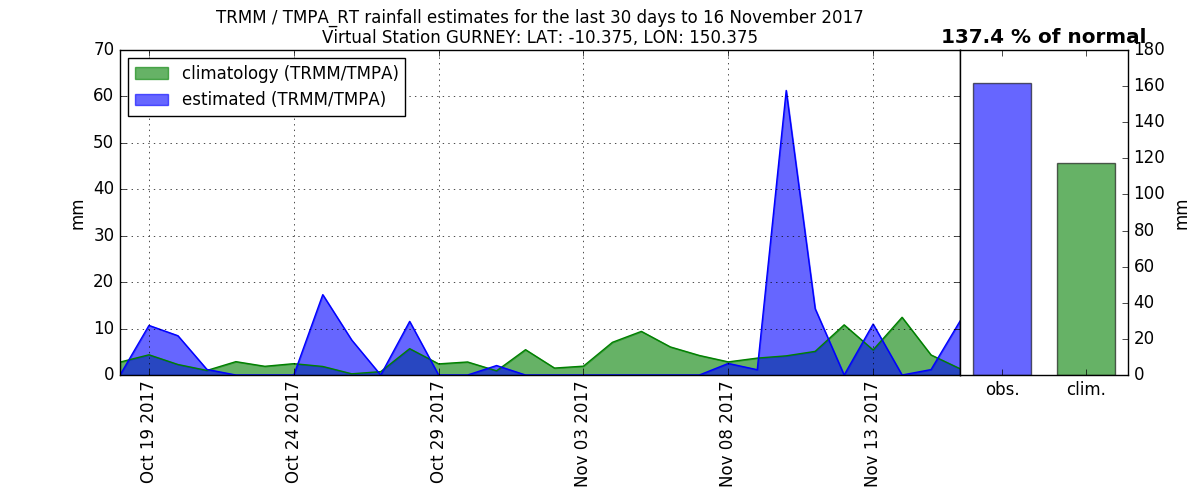 TRMM / TMPA_RT rainfall estimates for the last 30 days to 16 November 2017
Virtual Station GURNEY: LAT: -10.375, LON: 150.375
137.4 % of normal
climatology (TRMM/TMPA)
estimated (TRMM/TMPA)
70
60
50
40
30
20
10
0
mm
Oct 19 2017
Oct 24 2017
Oct 29 2017
Nov 03 2017
Nov 08 2017
Nov 13 2017
180
160
140
120
100
80
60
40
20
0
mm
obs.
clim.